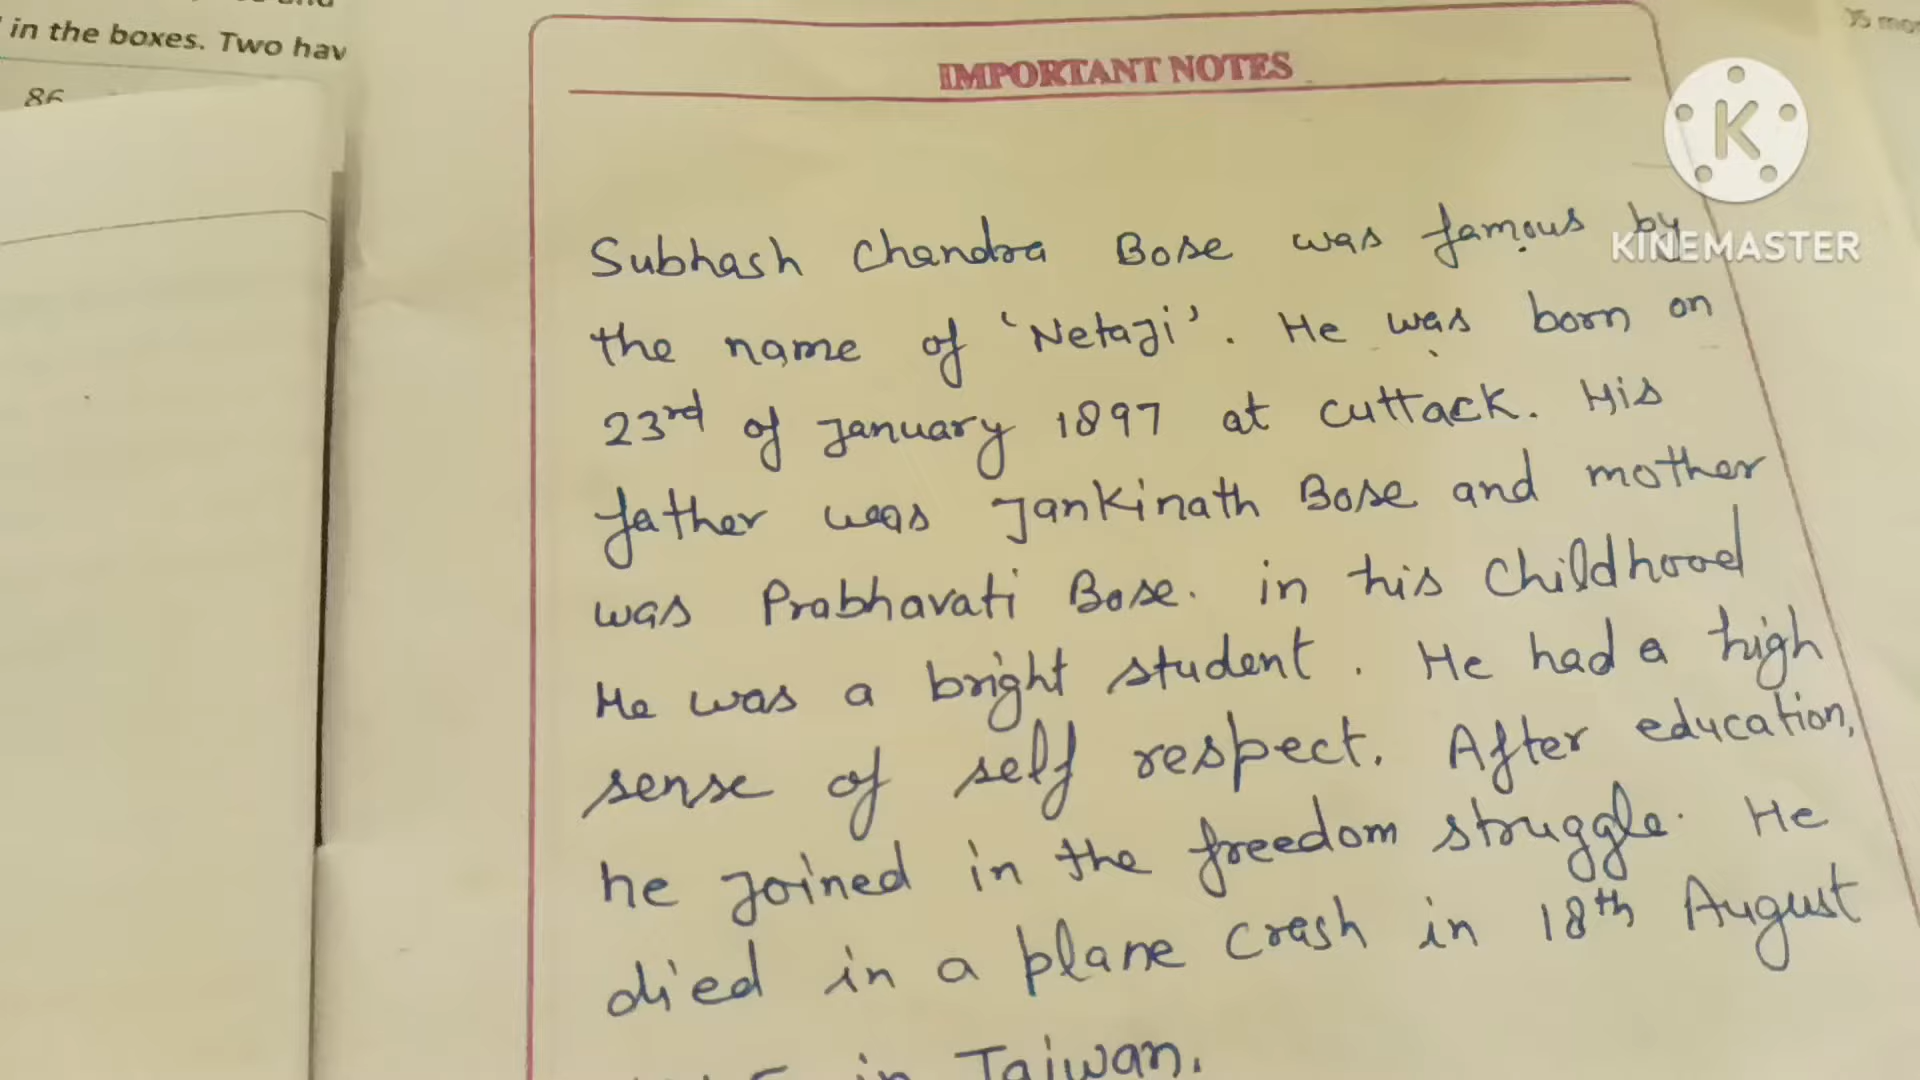 in the boxes. Two hav
86
IMPORTANT NOTES
K
KINEMASTER
Subhash Chandra Bose was famous by
the name of 'Netaji'. He was born on
23rd of January 1897 at cuttack. His
father was Jankinath Bose and mother
was Prabhavati Bose. in his childhood
He was a bright student. He had a high
sense of self respect. After education,
he joined in the freedom struggle. He
died in a plane crash in 18th August
in Taiwan.